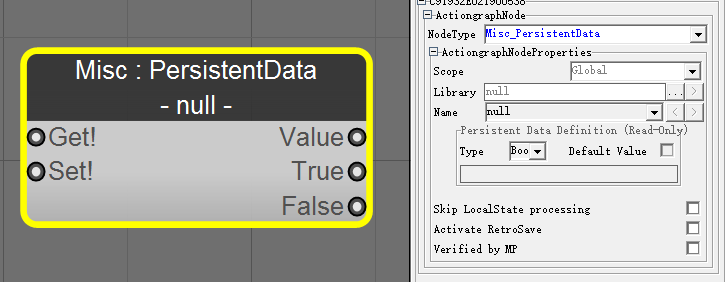 Misc : PersistentData
- null -
Get!
Value
Set!
True
False
ActiongraphNode
NodeType
Misc_PersistentData
ActiongraphNodeProperties
Scope
Global
Library
null
...
>
Name
null
<
>
Persistent Data Definition (Read-Only)
Type
Boo
Default Value
Skip LocalState processing
Activate RetroSave
Verified by MP